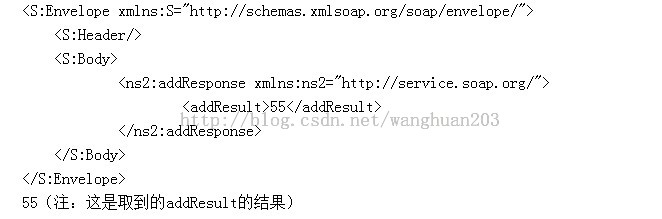 <S:Envelope xmlns:S="http://schemas.xmlsoap.org/soap/envelope/">
<S:Header/>
<S:Body>
<ns2:addResponse xmlns:ns2="http://service.soap.org/">
<addResult>55</addResult>
http://blog.csdn.net/wanghuan203
</ns2:addResponse>
</S:Body>
</S:Envelope>
55（注：这是取到的addResult的结果）